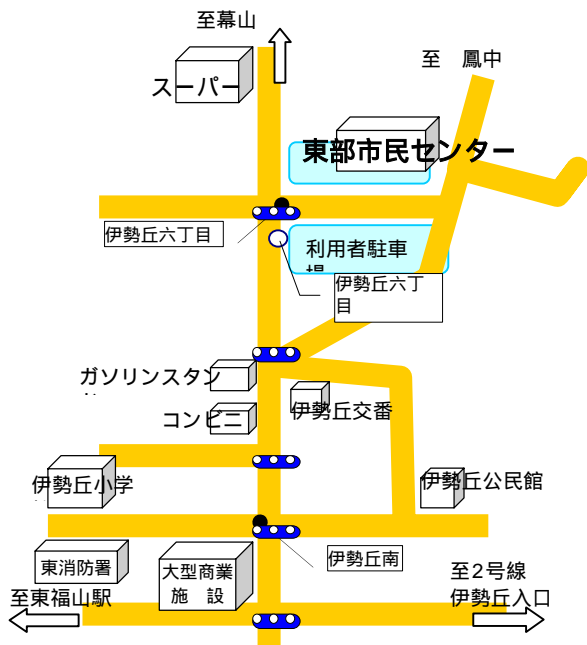 至幕山
至　鳳中
スーパー
東部市民センター
伊勢丘六丁目
利用者駐車
伊勢丘六丁
目
ガソリンスタン
伊勢丘交番
コンビニ
伊勢丘小学
伊勢丘公民館
伊勢丘南
東消防署
大型商業
施　設
至東福山駅
至2号線
伊勢丘入口